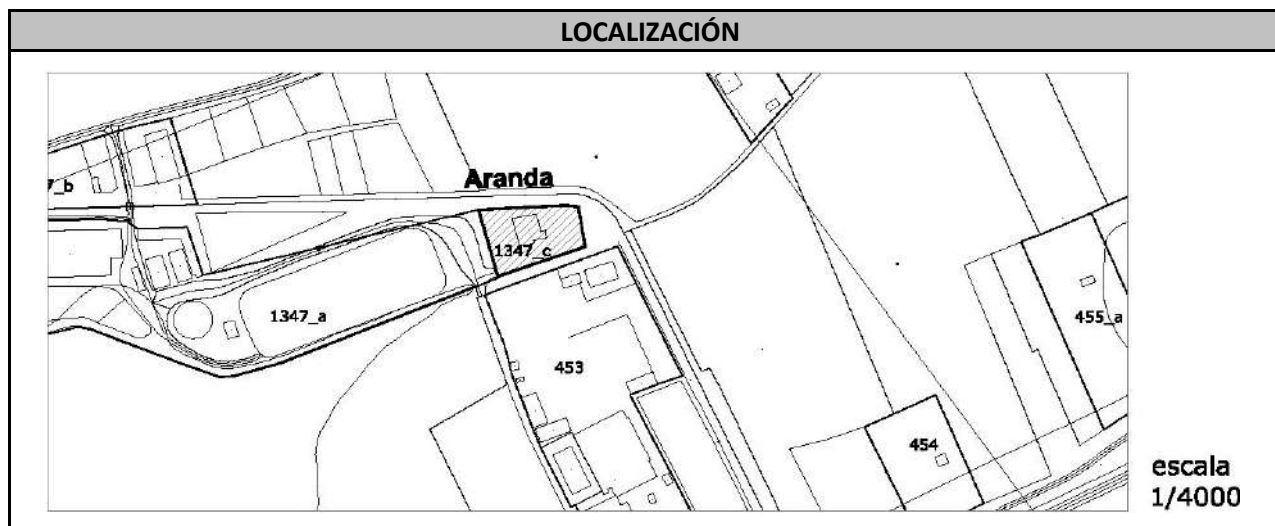 LOCALIZACIÓN
Aranda
7_b
1347_c
1347_a
453
455_a
454
escala
1/4000